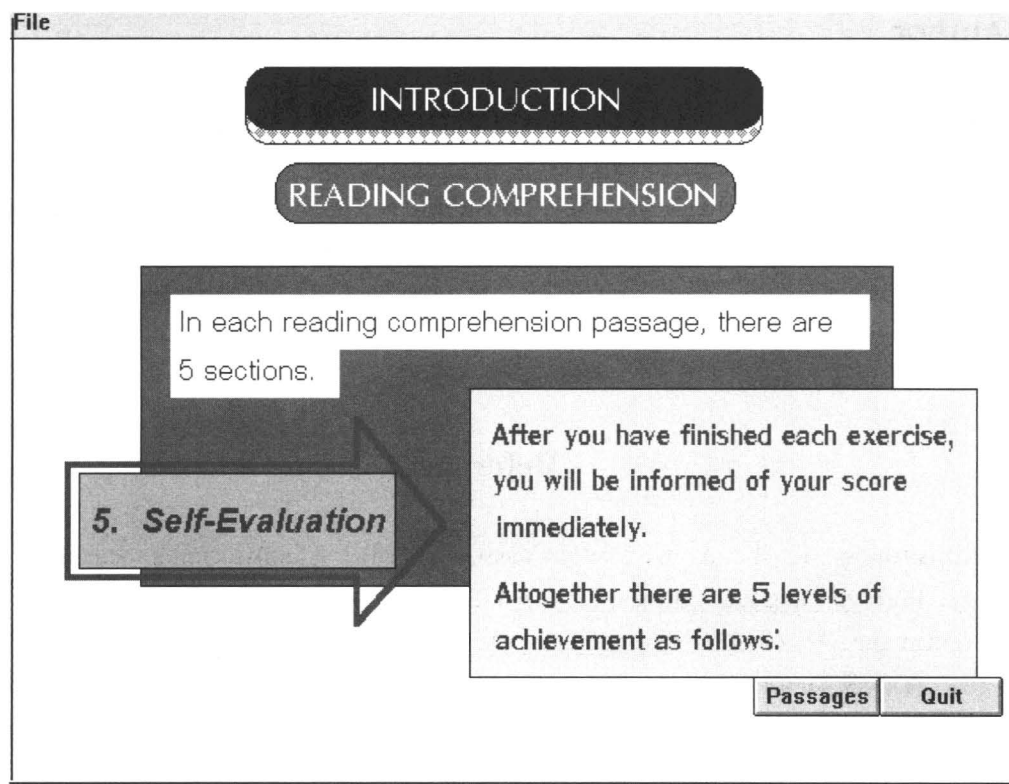 File
INTRODUCTION
READING COMPREHENSION
In each reading comprehension passage, there are
5 sections.
5. Self-Evaluation
After you have finished each exercise,
you will be informed of your score
immediately.
Altogether there are 5 levels of
achievement as follows:
Passages
Quit